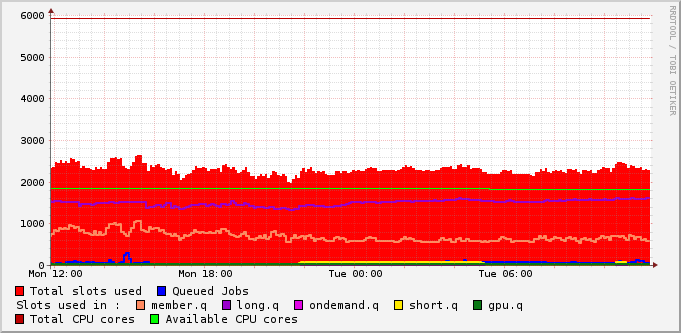 RRDTOOL / TOBI OETIKER
6000
5000
4000
3000
2000
1000
0
Mon 12:00 Mon 18:00 Tue 00:00 Tue 06:00
Total slots used Queued Jobs
Slots used in : member.q long.q ondemand.q short.q gpu.q
Total CPU cores Available CPU cores